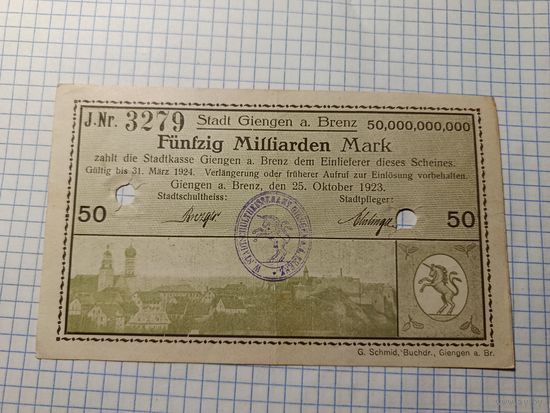 J.Nr. 3279 Stadt Giengen a. Brenz 50,000,000,000
Fünfzig Milliarden Mark
zahlt die Stadtkasse Giengen a. Brenz dem Einlieferer dieses Scheines.
Gültig bis 31. März 1924. Verlängerung oder früherer Aufruf zur Einlösung vorbehalten.
Giengen a. Brenz, den 25. Oktober 1923.
Stadtschultheiss: Stadtpfleger:
50 50
G. Schmid, Buchdr., Giengen a. Br.